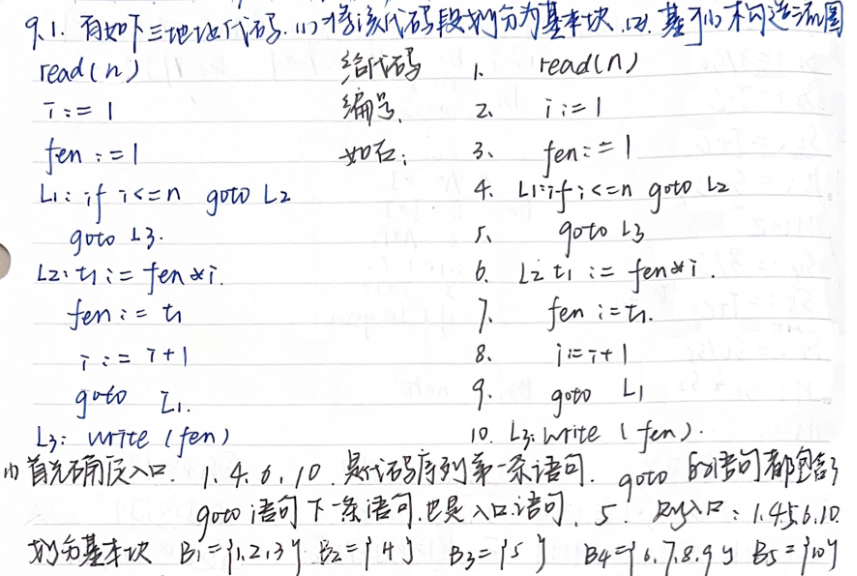 9.1. 有如下三地址代码. (1) 将该代码段划分为基本块. (2). 基于(1)来构造流图
read(n) 给代码 1. read(n)
i:=1 编号. 2. i:=1
fen:=1 如右: 3. fen:=1
L1: if i<=n goto L2 4. L1:if i<=n goto L2
goto L3. 5. goto L3
L2: t1:=fen*i. 6. L2 t1:=fen*i.
fen:=t1 7. fen:=t1.
i:=i+1 8. i:=i+1
goto L1. 9. goto L1
L3: write (fen) 10. L3: write (fen).
(1) 首先确定入口. 1.4.6.10 是代码序列第一条语句. goto 的语句都包含了
goto 语句下一条语句.也是入口语句. 5. 则入口: 1.4.5.6.10.
划分基本块 B1={1,2,3} B2={4} B3={5} B4={6.7.8.9} B5={10}